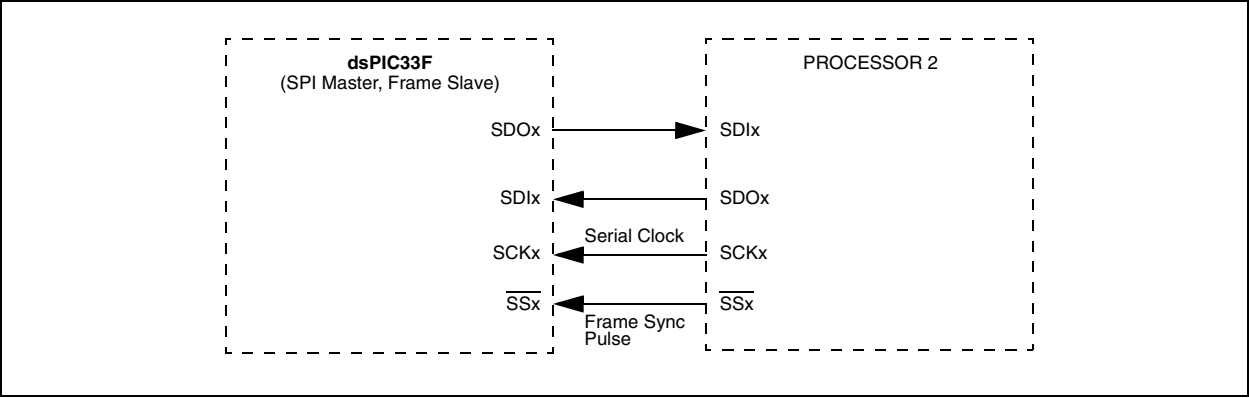 dsPIC33F
(SPI Master, Frame Slave)
PROCESSOR 2
SDOx
SDIx
SDIx
SDOx
Serial Clock
SCKx
SCKx
SSx
SSx
Frame Sync
Pulse